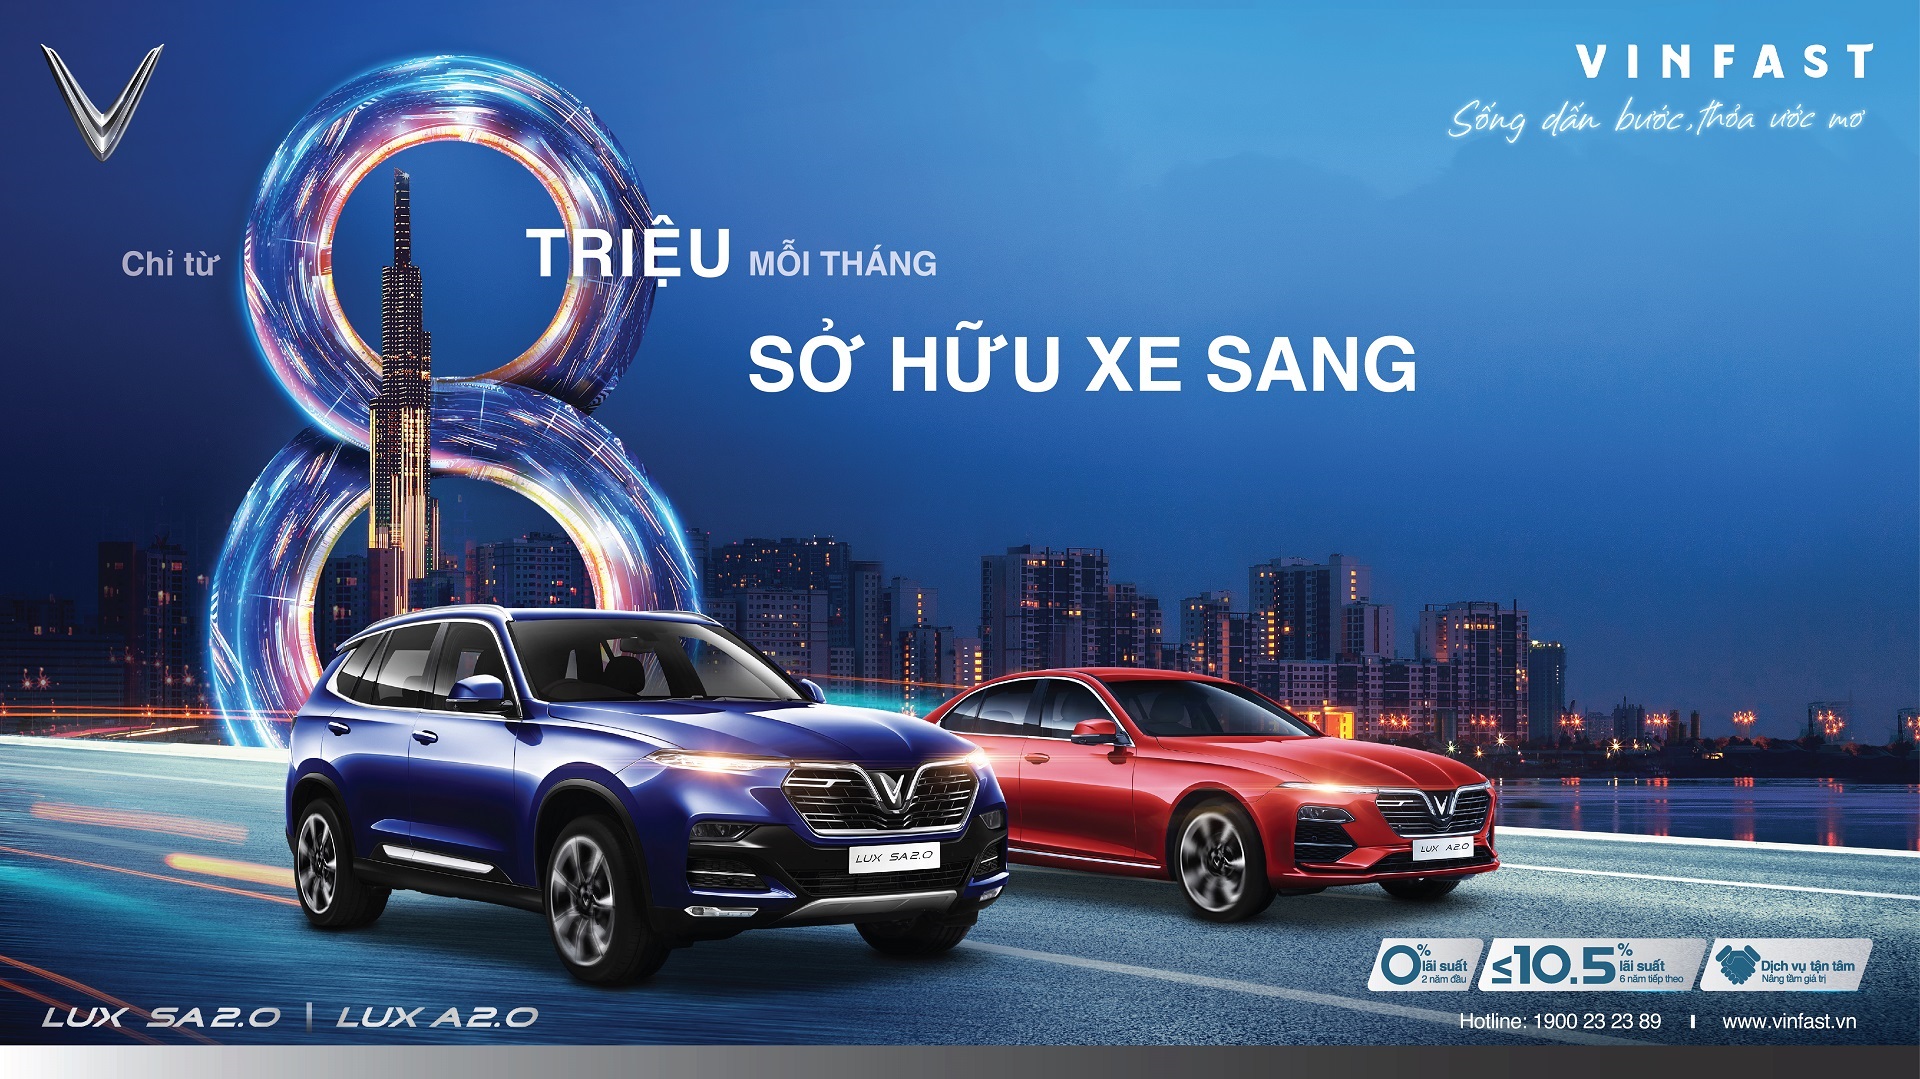 VINFAST
Sống dấn bước, thỏa ước mơ
Chỉ từ 8 TRIỆU MỖI THÁNG
SỞ HỮU XE SANG
LUX SA2.0
LUX A2.0
0% lãi suất
2 năm đầu
≤10.5% lãi suất
6 năm tiếp theo
Dịch vụ tận tâm
Nâng tầm giá trị
LUX SA2.0 | LUX A2.0
Hotline: 1900 23 23 89 I www.vinfast.vn